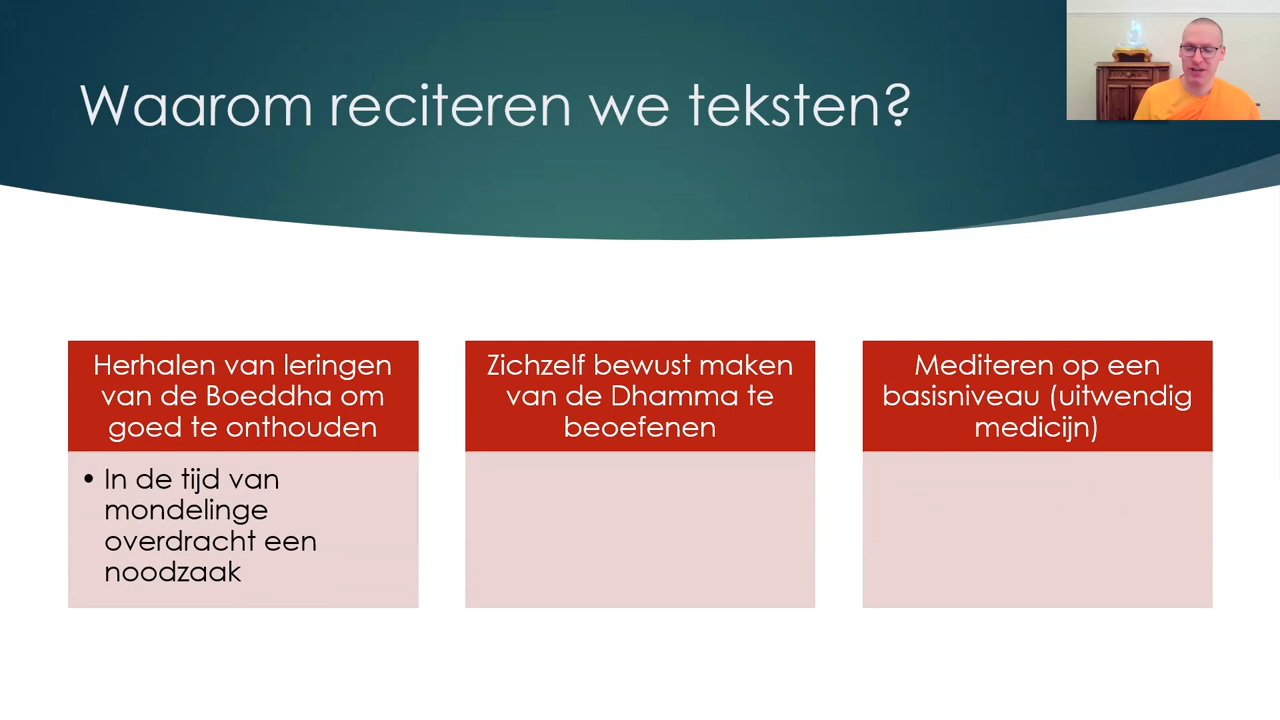 Waarom reciteren we teksten?
Herhalen van leringen
van de Boeddha om
goed te onthouden
• In de tijd van
mondelinge
overdracht een
noodzaak
Zichzelf bewust maken
van de Dhamma te
beoefenen
Mediteren op een
basisniveau (uitwendig
medicijn)